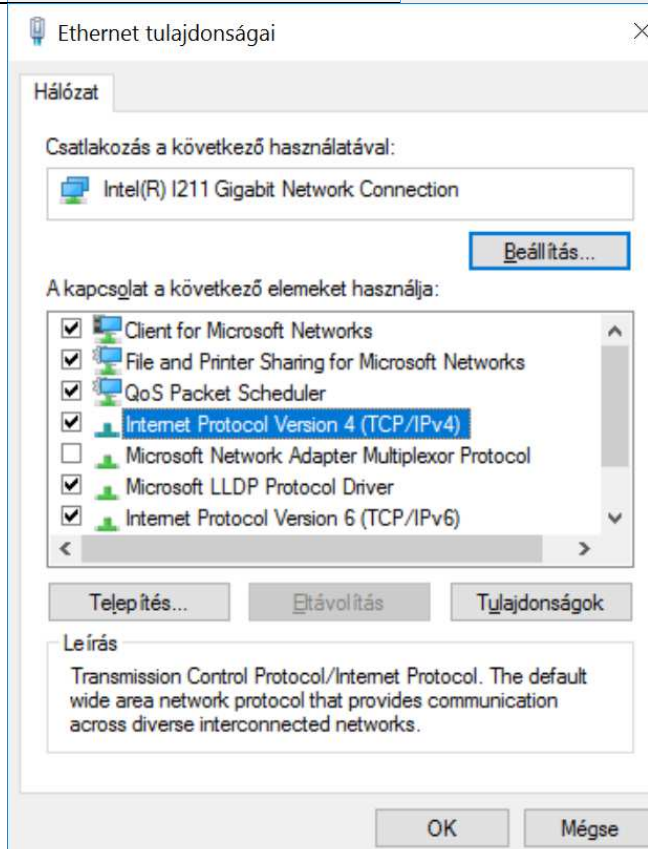 Ethernet tulajdonságai
Hálózat
Csatlakozás a következő használatával:
Intel(R) I211 Gigabit Network Connection
Beállítás...
A kapcsolat a következő elemeket használja:
Client for Microsoft Networks
File and Printer Sharing for Microsoft Networks
QoS Packet Scheduler
Internet Protocol Version 4 (TCP/IPv4)
Microsoft Network Adapter Multiplexor Protocol
Microsoft LLDP Protocol Driver
Internet Protocol Version 6 (TCP/IPv6)
Telepítés... Eltávolítás Tulajdonságok
Leírás
Transmission Control Protocol/Internet Protocol. The default
wide area network protocol that provides communication
across diverse interconnected networks.
OK Mégse